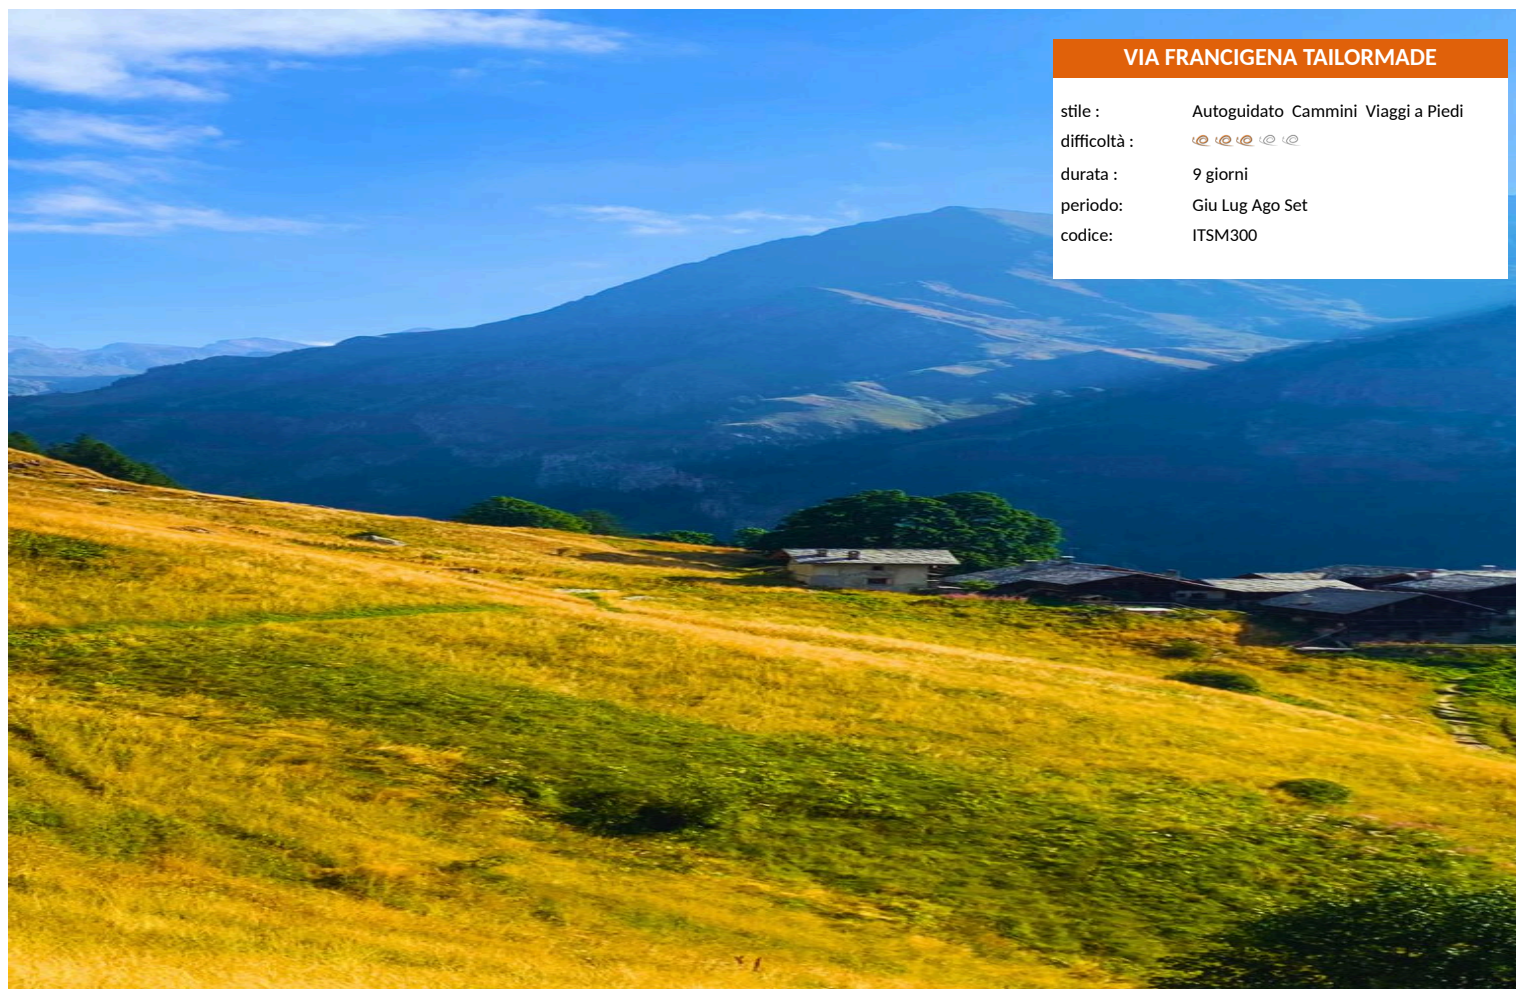 VIA FRANCIGENA TAILORMADE
stile : Autoguidato Cammini Viaggi a Piedi
difficoltà :
durata : 9 giorni
periodo: Giu Lug Ago Set
codice: ITSM300